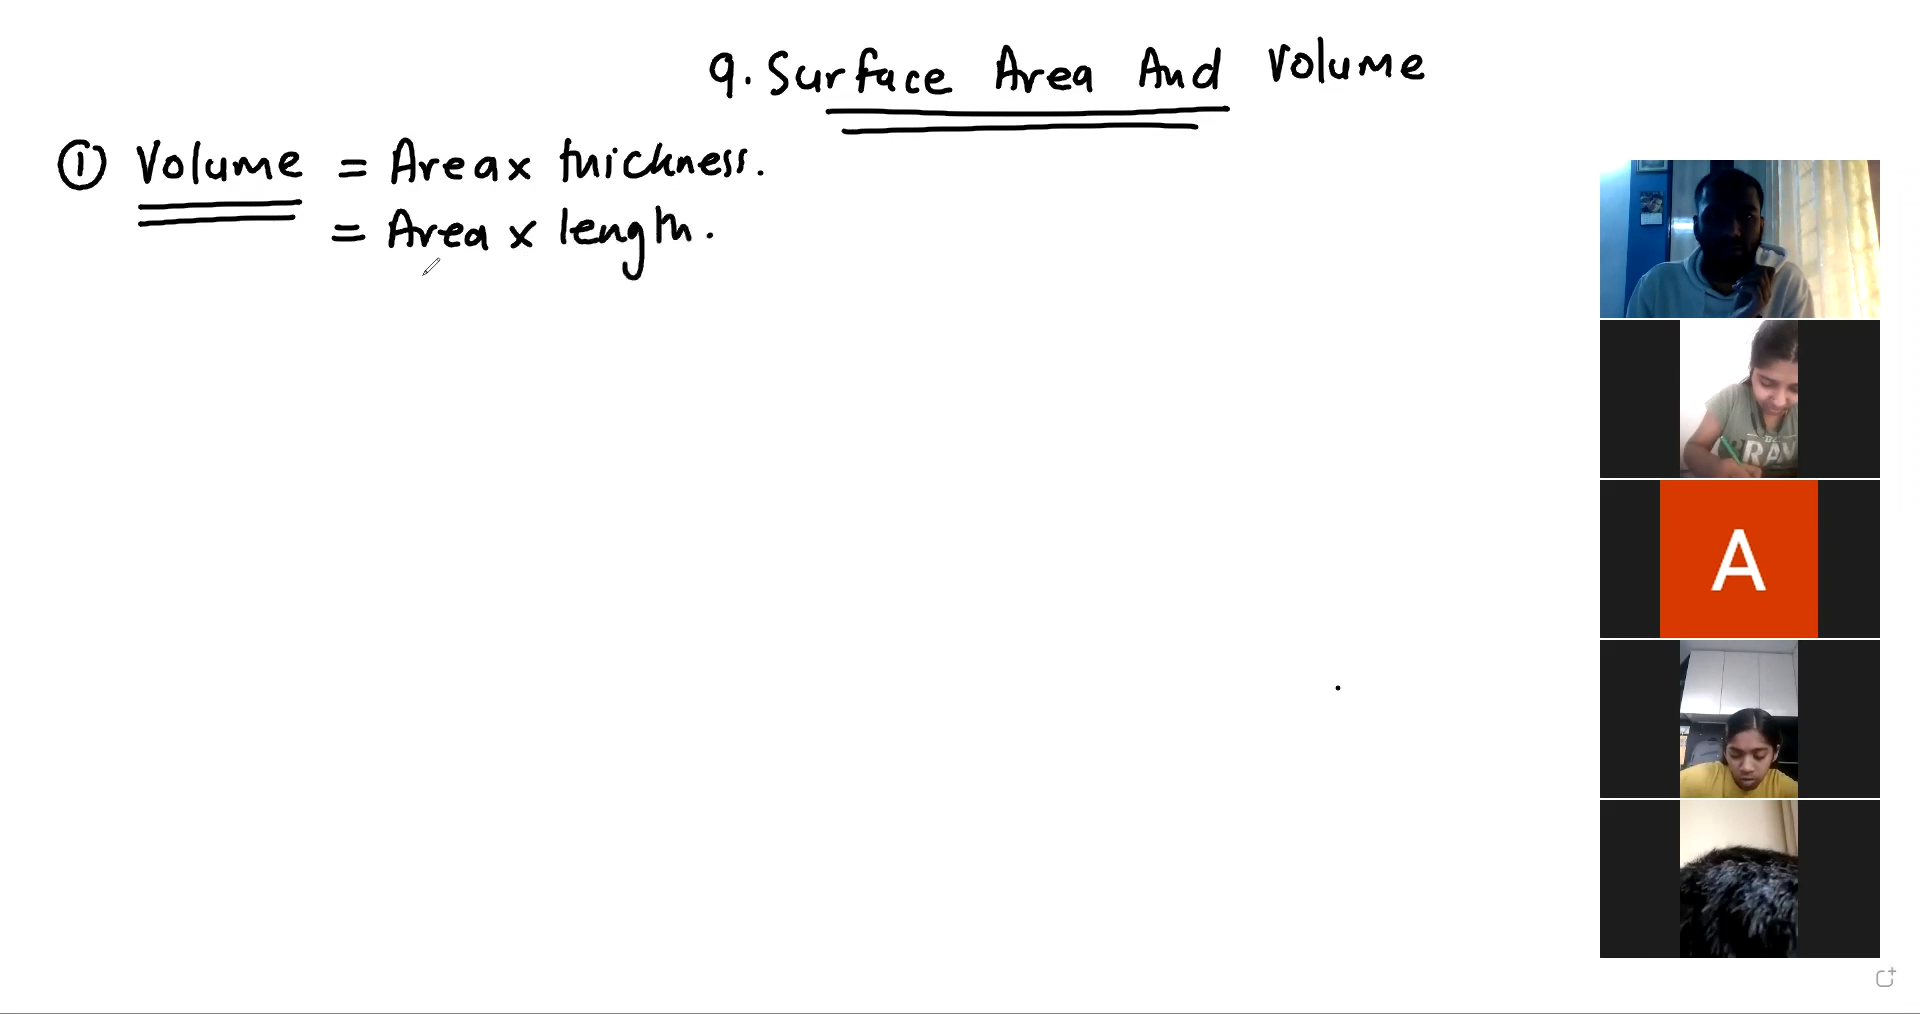 9. Surface Area And Volume
① Volume = Area x thickness.
= Area x length.
A